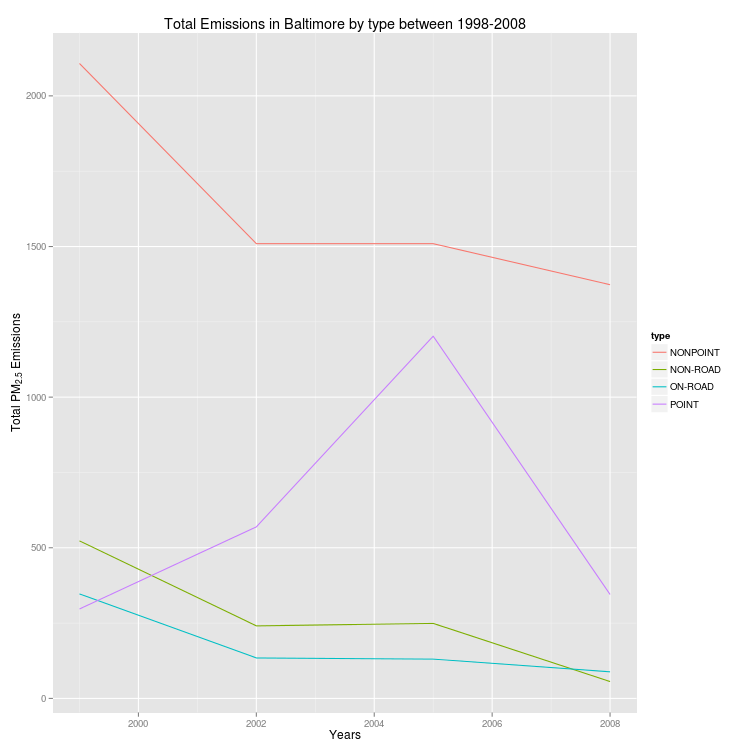 Total Emissions in Baltimore by type between 1998-2008
Total PM2.5 Emissions
2000
1500
1000
500
0
2000 2002 2004 2006 2008
Years
type
NONPOINT
NON-ROAD
ON-ROAD
POINT